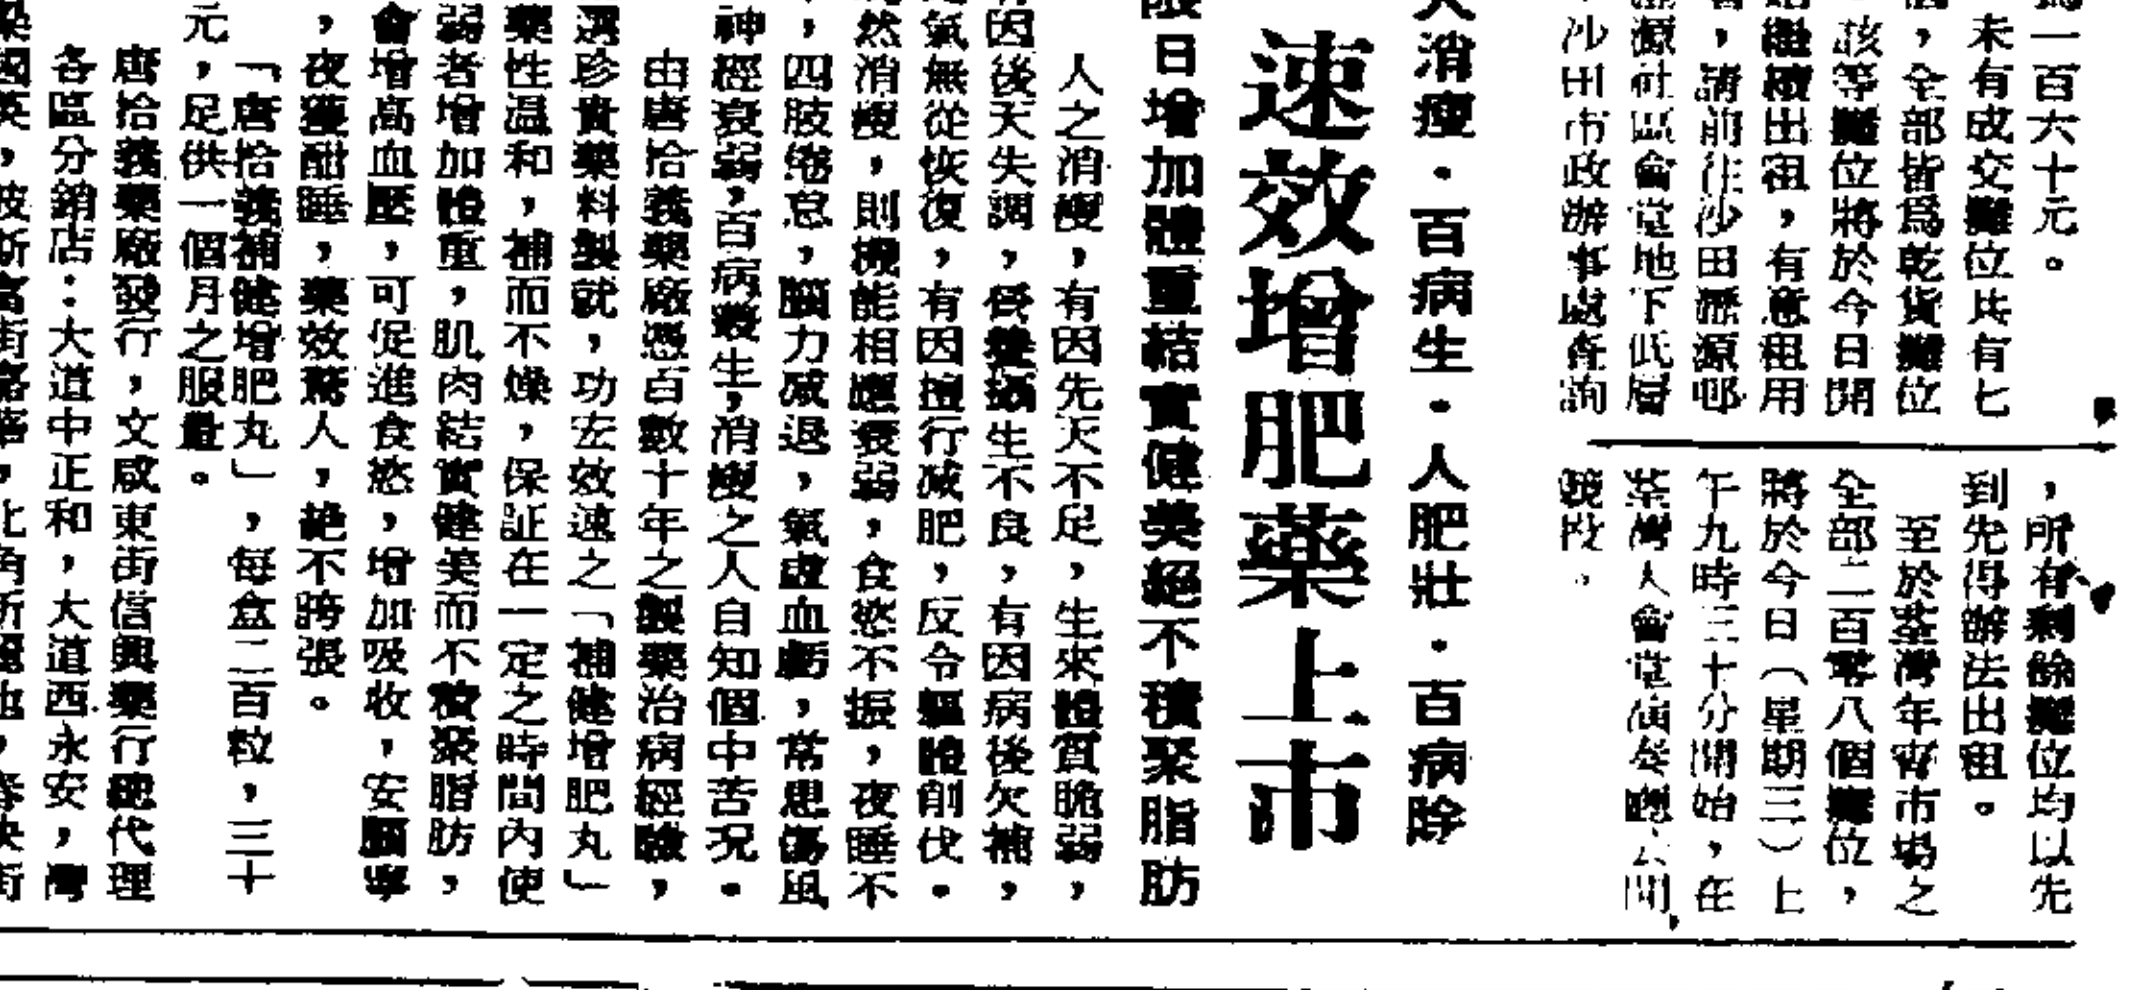 一百六十元。
未有成交攤位共有七
，全部皆爲乾貨攤位
，該等攤位將於今日開
繼續出租，有意租用
，請前往沙田瀝源邨
瀝源社區會堂地下低層
沙田市政辦事處查詢
，所有剩餘攤位均以先
到先得辦法出租。
至於荃灣年宵市場之
全部二百零八個攤位，
將於今日（星期三）上
午九時三十分開始，在
荃灣大會堂演奏廳公開
競投。
消瘦．百病生．人肥壯．百病除
速效增肥藥上市
日增加體重結實健美絕不積聚脂肪
人之消瘦，有因先天不足，生來體質脆弱，
有因後天失調，營養攝生不良，有因病後欠補，
氣無從恢復，有因擅行減肥，反令軀體削伐。
然消瘦，則機能相應衰弱，食慾不振，夜睡不
，四肢倦怠，腦力減退，氣虛血虧，常患傷風
神經衰弱，百病叢生，消瘦之人自知個中苦況。
由唐拾義藥廠憑百數十年之製藥治病經驗，
選珍貴藥料製就，功宏效速之「補健增肥丸」
藥性溫和，補而不燥，保証在一定之時間內使
弱者增加體重，肌肉結實健美而不積聚脂肪，
會增高血壓，可促進食慾，增加吸收，安腦寧
，夜獲酣睡，藥效驚人，絕不誇張。
「唐拾義補健增肥丸」，每盒二百粒，三十
元，足供一個月之服量。
唐拾義藥廠發行，文咸東街信興藥行總代理
各區分銷店：大道中正和，大道西永安，灣
國英，波斯富街